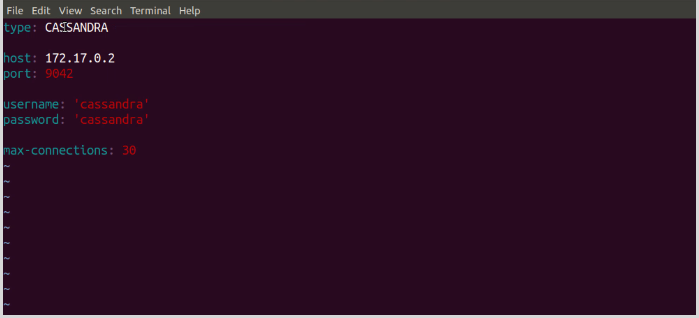 File Edit View Search Terminal Help
type: CASSANDRA
host: 172.17.0.2
port: 9042
username: 'cassandra'
password: 'cassandra'
max-connections: 30
~
~
~
~
~
~
~
~
~
~